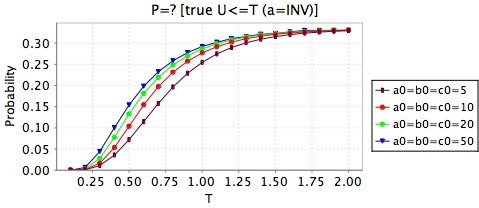 P=? [true U<=T (a=INV)]
Probability
0.30
0.25
0.20
0.15
0.10
0.05
0.00
0.25 0.50 0.75 1.00 1.25 1.50 1.75 2.00
T
a0=b0=c0=5
a0=b0=c0=10
a0=b0=c0=20
a0=b0=c0=50